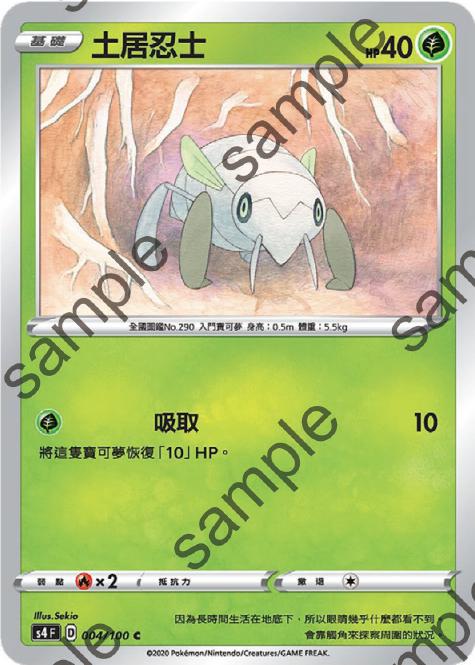 基礎
土居忍士
HP 40
sample
sample
全國圖鑑No.290 入門寶可夢 身高：0.5m 體重：5.5kg
吸取 10
將這隻寶可夢恢復「10」HP。
sample
sample
sample
弱點 ×2 抵抗力 撤退
Illus.Sekio
s4 F D 004/100 C
因為長時間生活在地底下，所以眼睛幾乎什麼都看不到
會靠觸角來探察周圍的狀況。
©2020 Pokémon/Nintendo/Creatures/GAME FREAK.